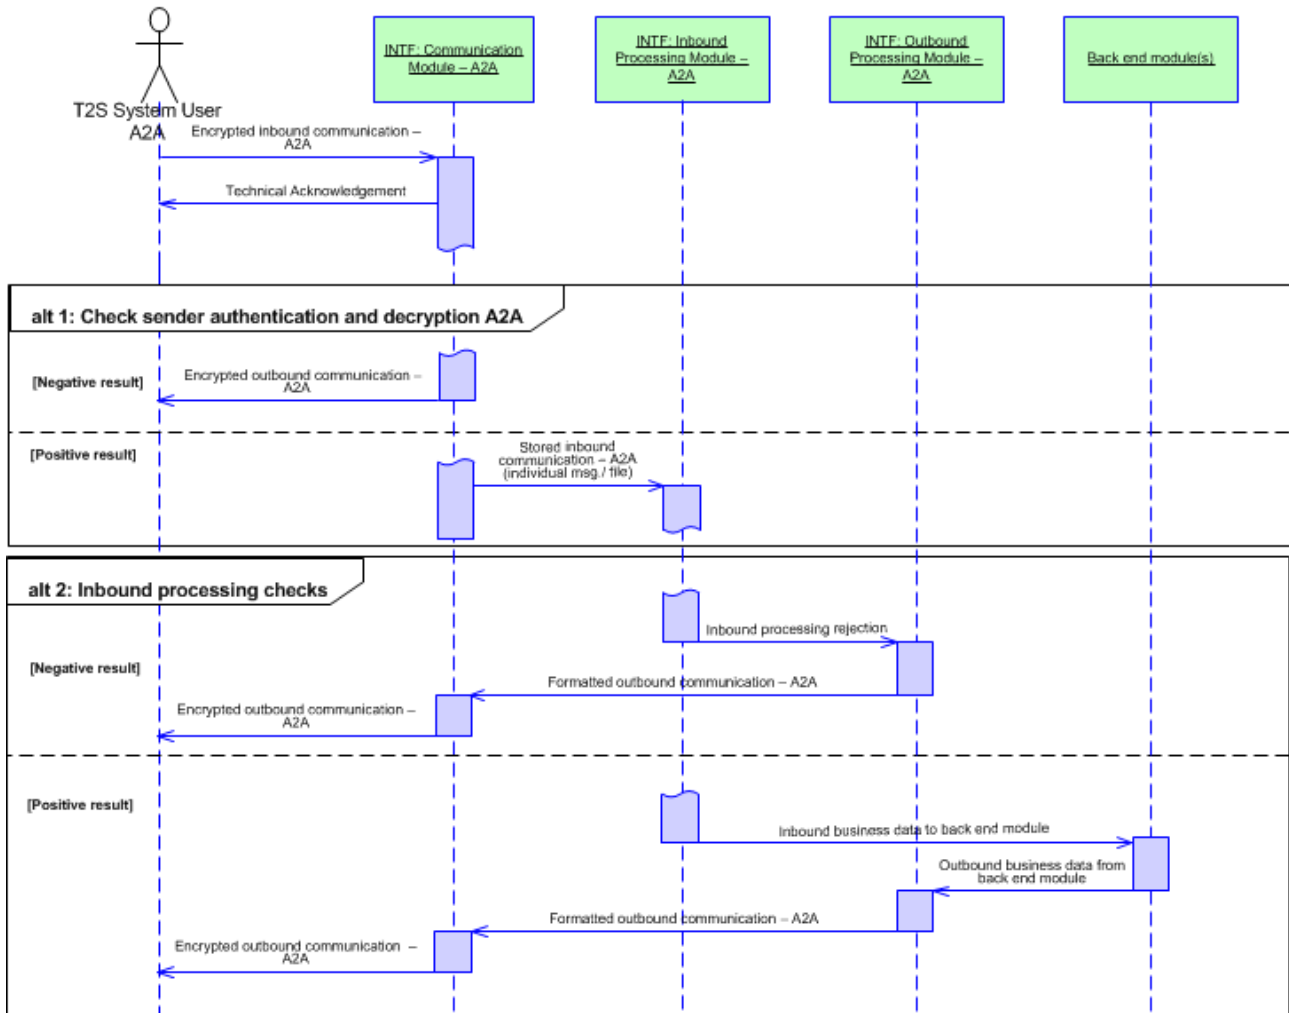 INTF: Communication
Module – A2A
INTF: Inbound
Processing Module –
A2A
INTF: Outbound
Processing Module –
A2A
Back end module(s)
T2S System User
A2A
Encrypted inbound communication –
A2A
Technical Acknowledgement
alt 1: Check sender authentication and decryption A2A
[Negative result]
Encrypted outbound communication –
A2A
[Positive result]
Stored inbound
communication – A2A
(individual msg./ file)
alt 2: Inbound processing checks
Inbound processing rejection
[Negative result]
Formatted outbound communication – A2A
Encrypted outbound communication –
A2A
[Positive result]
Inbound business data to back end module
Outbound business data from
back end module
Formatted outbound communication – A2A
Encrypted outbound communication –
A2A